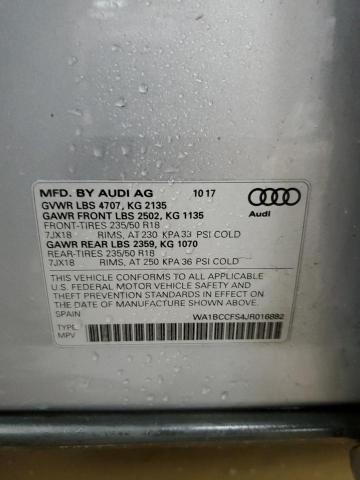 MFD. BY AUDI AG 10 17
GVWR LBS 4707, KG 2135
GAWR FRONT LBS 2502, KG 1135
FRONT-TIRES 235/50 R18
7JX18 RIMS, AT 230 KPA 33 PSI COLD
GAWR REAR LBS 2359, KG 1070
REAR-TIRES 235/50 R18
7JX18 RIMS, AT 250 KPA 36 PSI COLD
Audi
THIS VEHICLE CONFORMS TO ALL APPLICABLE
U.S. FEDERAL MOTOR VEHICLE SAFETY AND
THEFT PREVENTION STANDARDS IN EFFECT ON
THE DATE OF MANUFACTURE SHOWN ABOVE.
SPAIN WA1BCCFS4JR016882
TYPE:
MPV